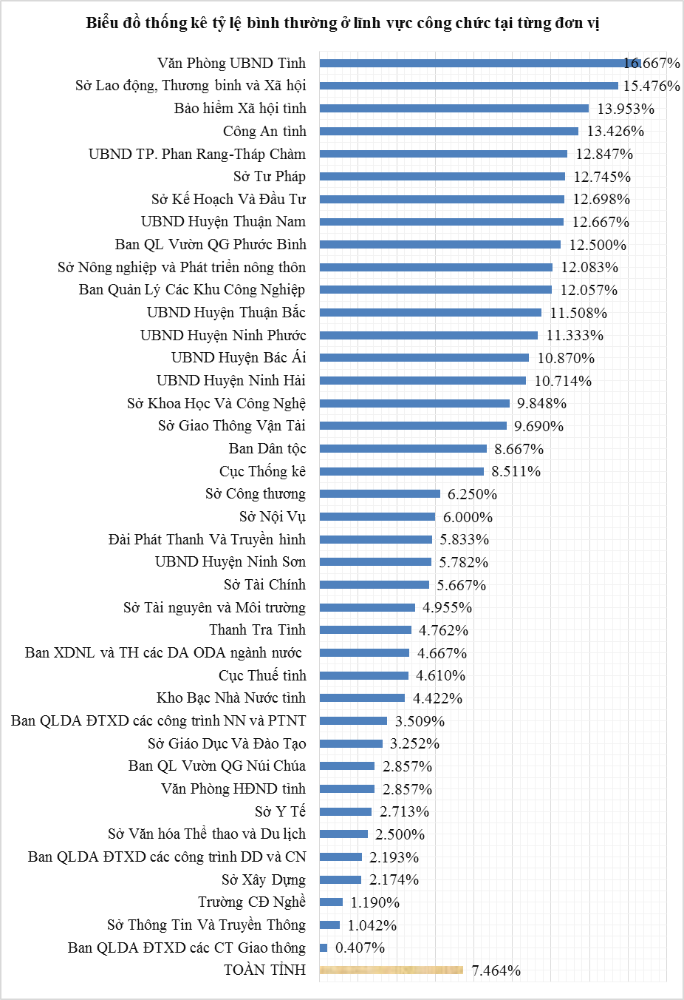 Biểu đồ thống kê tỷ lệ bình thường ở lĩnh vực công chức tại từng đơn vị
Văn Phòng UBND Tỉnh 16.667%
Sở Lao động, Thương binh và Xã hội 15.476%
Bảo hiểm Xã hội tỉnh 13.953%
Công An tỉnh 13.426%
UBND TP. Phan Rang-Tháp Chàm 12.847%
Sở Tư Pháp 12.745%
Sở Kế Hoạch Và Đầu Tư 12.698%
UBND Huyện Thuận Nam 12.667%
Ban QL Vườn QG Phước Bình 12.500%
Sở Nông nghiệp và Phát triển nông thôn 12.083%
Ban Quản Lý Các Khu Công Nghiệp 12.057%
UBND Huyện Thuận Bắc 11.508%
UBND Huyện Ninh Phước 11.333%
UBND Huyện Bác Ái 10.870%
UBND Huyện Ninh Hải 10.714%
Sở Khoa Học Và Công Nghệ 9.848%
Sở Giao Thông Vận Tải 9.690%
Ban Dân tộc 8.667%
Cục Thống kê 8.511%
Sở Công thương 6.250%
Sở Nội Vụ 6.000%
Đài Phát Thanh Và Truyền hình 5.833%
UBND Huyện Ninh Sơn 5.782%
Sở Tài Chính 5.667%
Sở Tài nguyên và Môi trường 4.955%
Thanh Tra Tỉnh 4.762%
Ban XDNL và TH các DA ODA ngành nước 4.667%
Cục Thuế tỉnh 4.610%
Kho Bạc Nhà Nước tỉnh 4.422%
Ban QLDA ĐTXD các công trình NN và PTNT 3.509%
Sở Giáo Dục Và Đào Tạo 3.252%
Ban QL Vườn QG Núi Chúa 2.857%
Văn Phòng HĐND tỉnh 2.857%
Sở Y Tế 2.713%
Sở Văn hóa Thể thao và Du lịch 2.500%
Ban QLDA ĐTXD các công trình DD và CN 2.193%
Sở Xây Dựng 2.174%
Trường CĐ Nghề 1.190%
Sở Thông Tin Và Truyền Thông 1.042%
Ban QLDA ĐTXD các CT Giao thông 0.407%
TOÀN TỈNH 7.464%